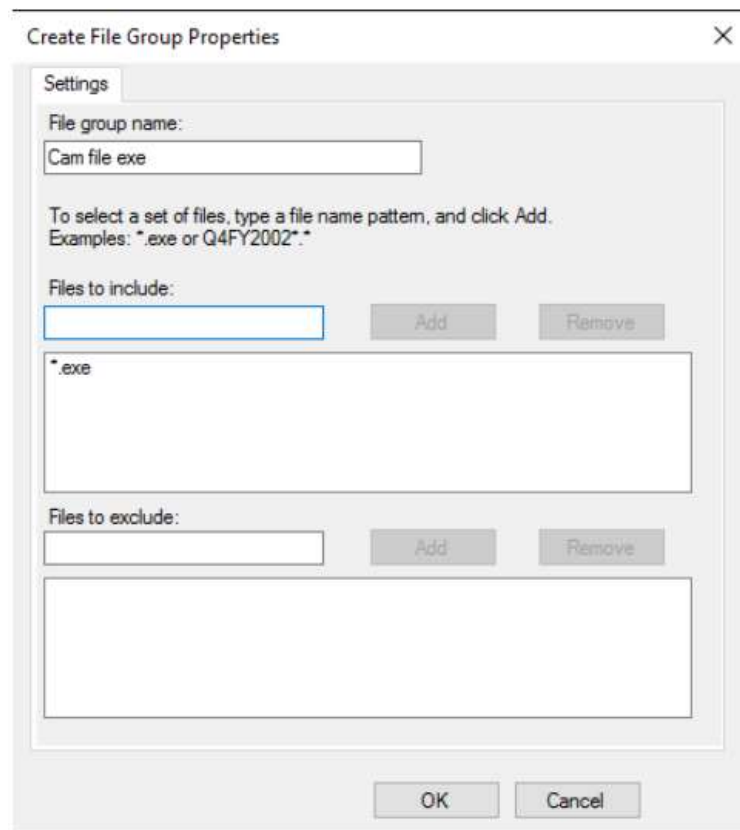 Create File Group Properties
Settings
File group name:
Cam file exe
To select a set of files, type a file name pattern, and click Add.
Examples: *.exe or Q4FY2002*.*
Files to include:
Add Remove
*.exe
Files to exclude:
Add Remove
OK Cancel